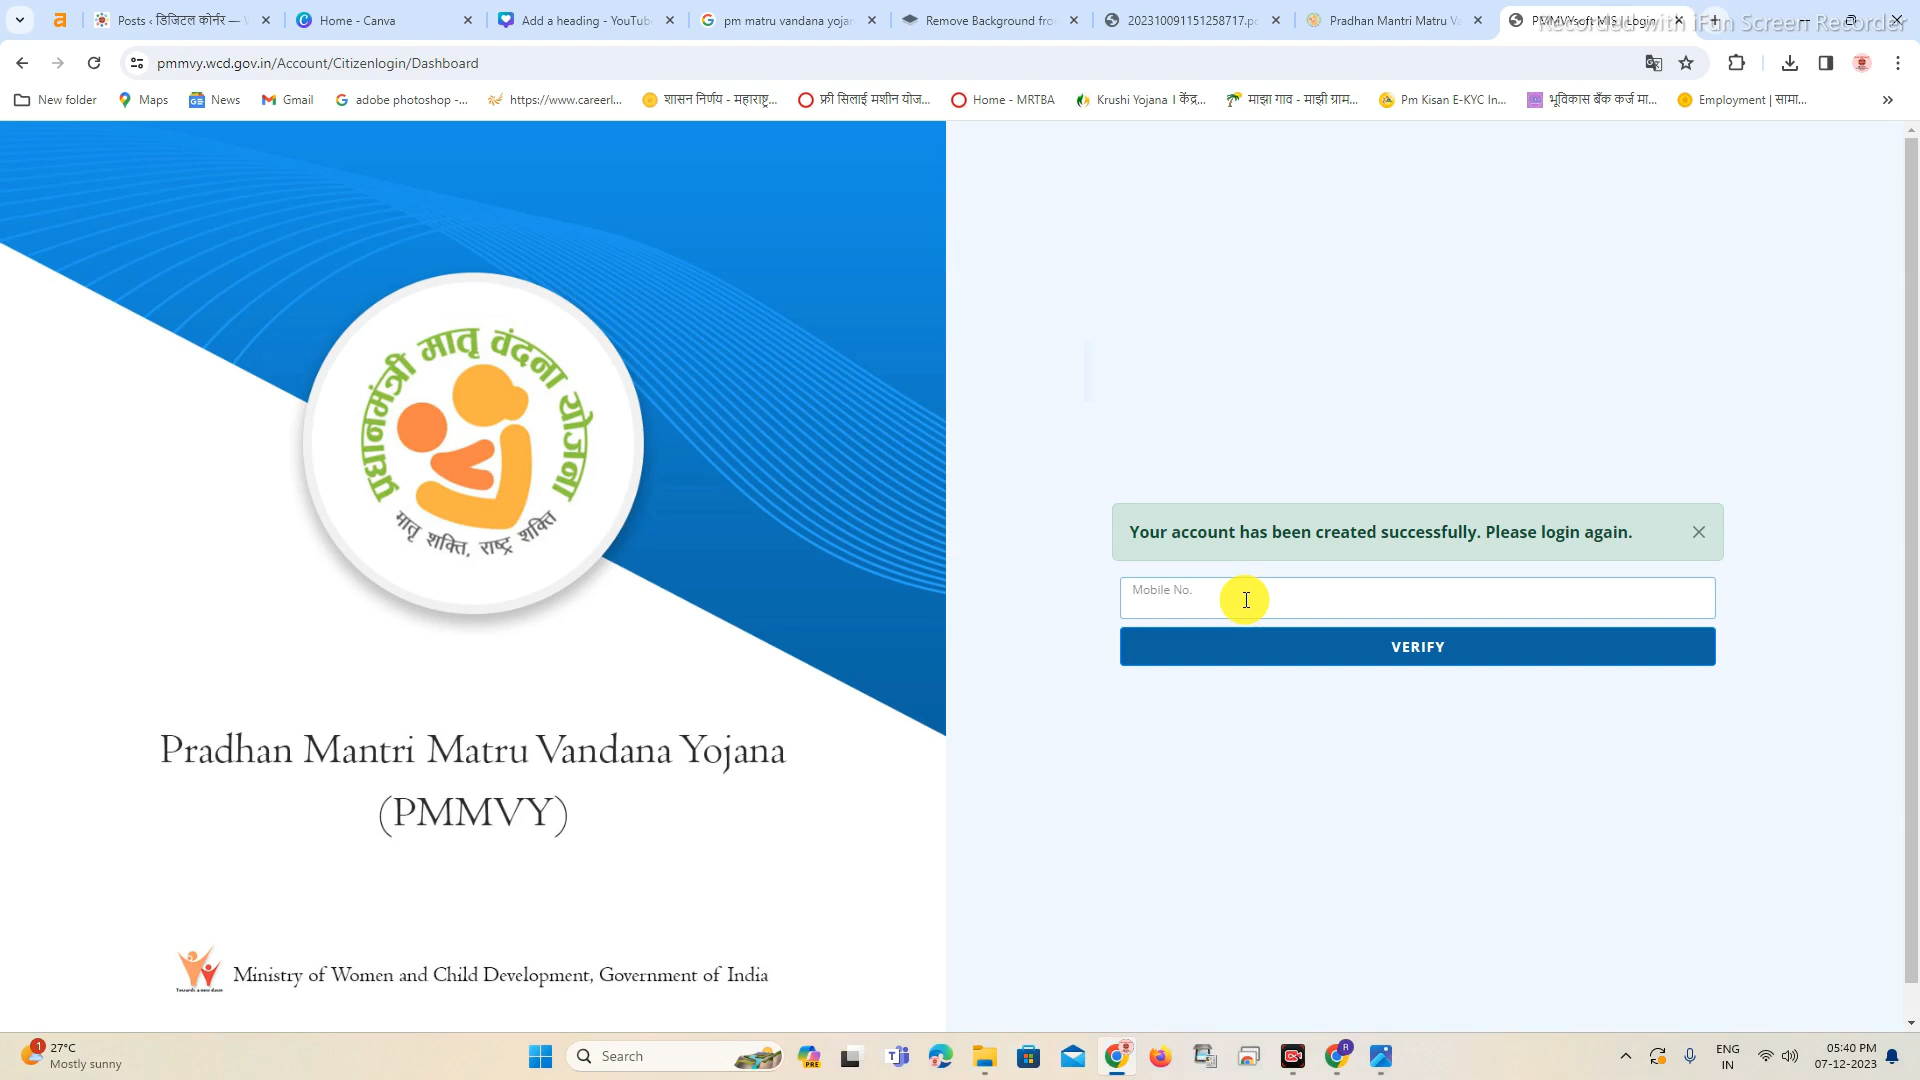 Posts ‹ डिजिटल कोर्नर — V
Home - Canva
Add a heading - YouTube
pm matru vandana yojan
Remove Background fro
202310091151258717.p
Pradhan Mantri Matru V
PMMVYsoft MIS | Login
Recorded with iFun Screen Recorder
pmmvy.wcd.gov.in/Account/Citizenlogin/Dashboard
New folder
Maps
News
Gmail
adobe photoshop -...
https://www.careerl...
शासन निर्णय - महाराष्ट्र...
फ्री सिलाई मशीन योज...
Home - MRTBA
Krushi Yojana । केंद्र...
माझा गाव - माझी ग्राम...
Pm Kisan E-KYC In...
भूविकास बँक कर्ज मा...
Employment | सामा...
»
प्रधानमंत्री मातृ वंदना योजना
मातृ शक्ति, राष्ट्र शक्ति
Your account has been created successfully. Please login again.
Mobile No.
VERIFY
Pradhan Mantri Matru Vandana Yojana
(PMMVY)
Ministry of Women and Child Development, Government of India
1
27°C
Mostly sunny
Search
PRE
R
ENG
IN
05:40 PM
07-12-2023